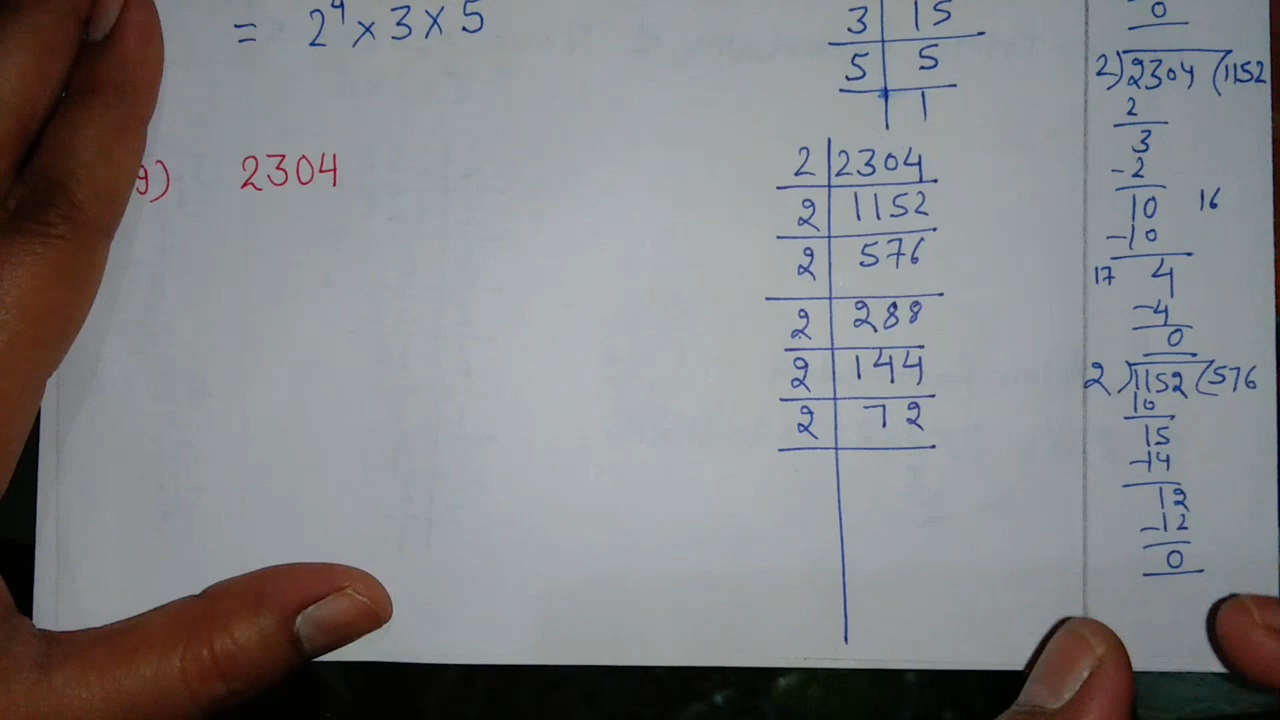 = 2⁴ × 3 × 5
3 | 15
5 | 5
1
g) 2304
2 | 2304
2 | 1152
2 | 576
2 | 288
2 | 144
2 | 72
0
2)2304(1152
2
3
-2
10 16
-10
17 4
-4
0
2)1152(576
10
15
-14
12
-12
0